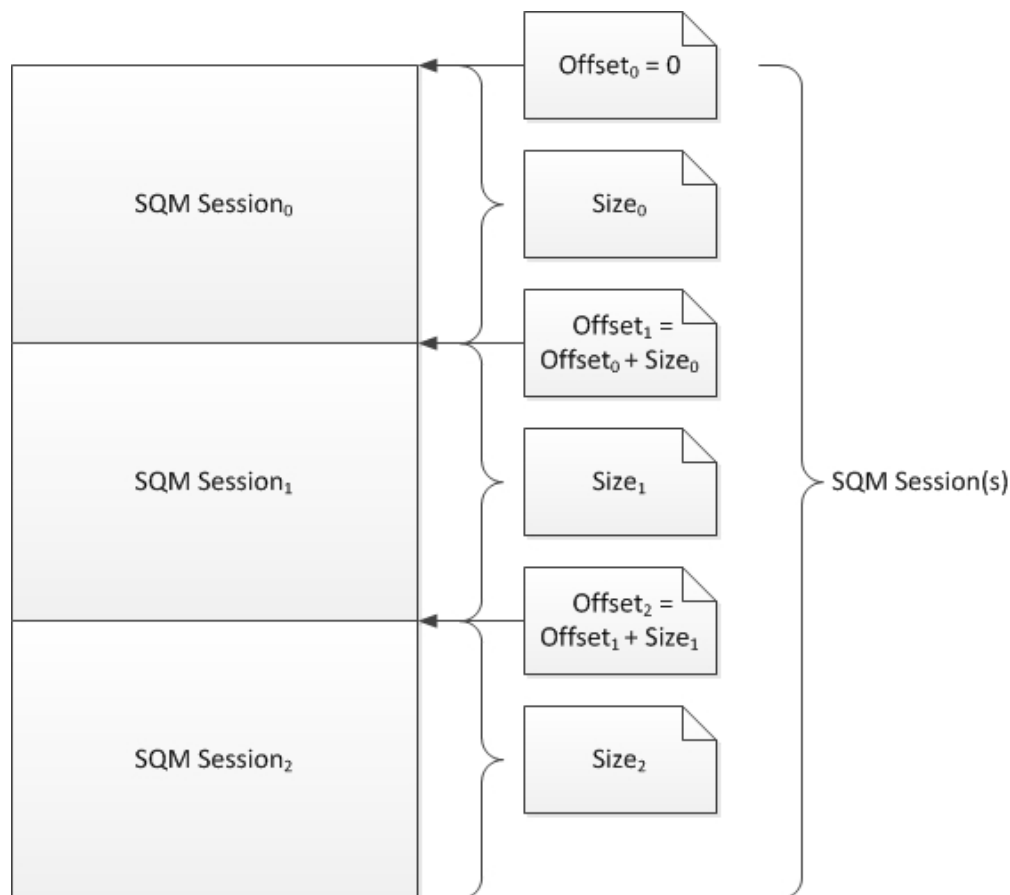 Offset₀ = 0
SQM Session₀
Size₀
Offset₁ =
Offset₀ + Size₀
SQM Session₁
Size₁
SQM Session(s)
Offset₂ =
Offset₁ + Size₁
SQM Session₂
Size₂